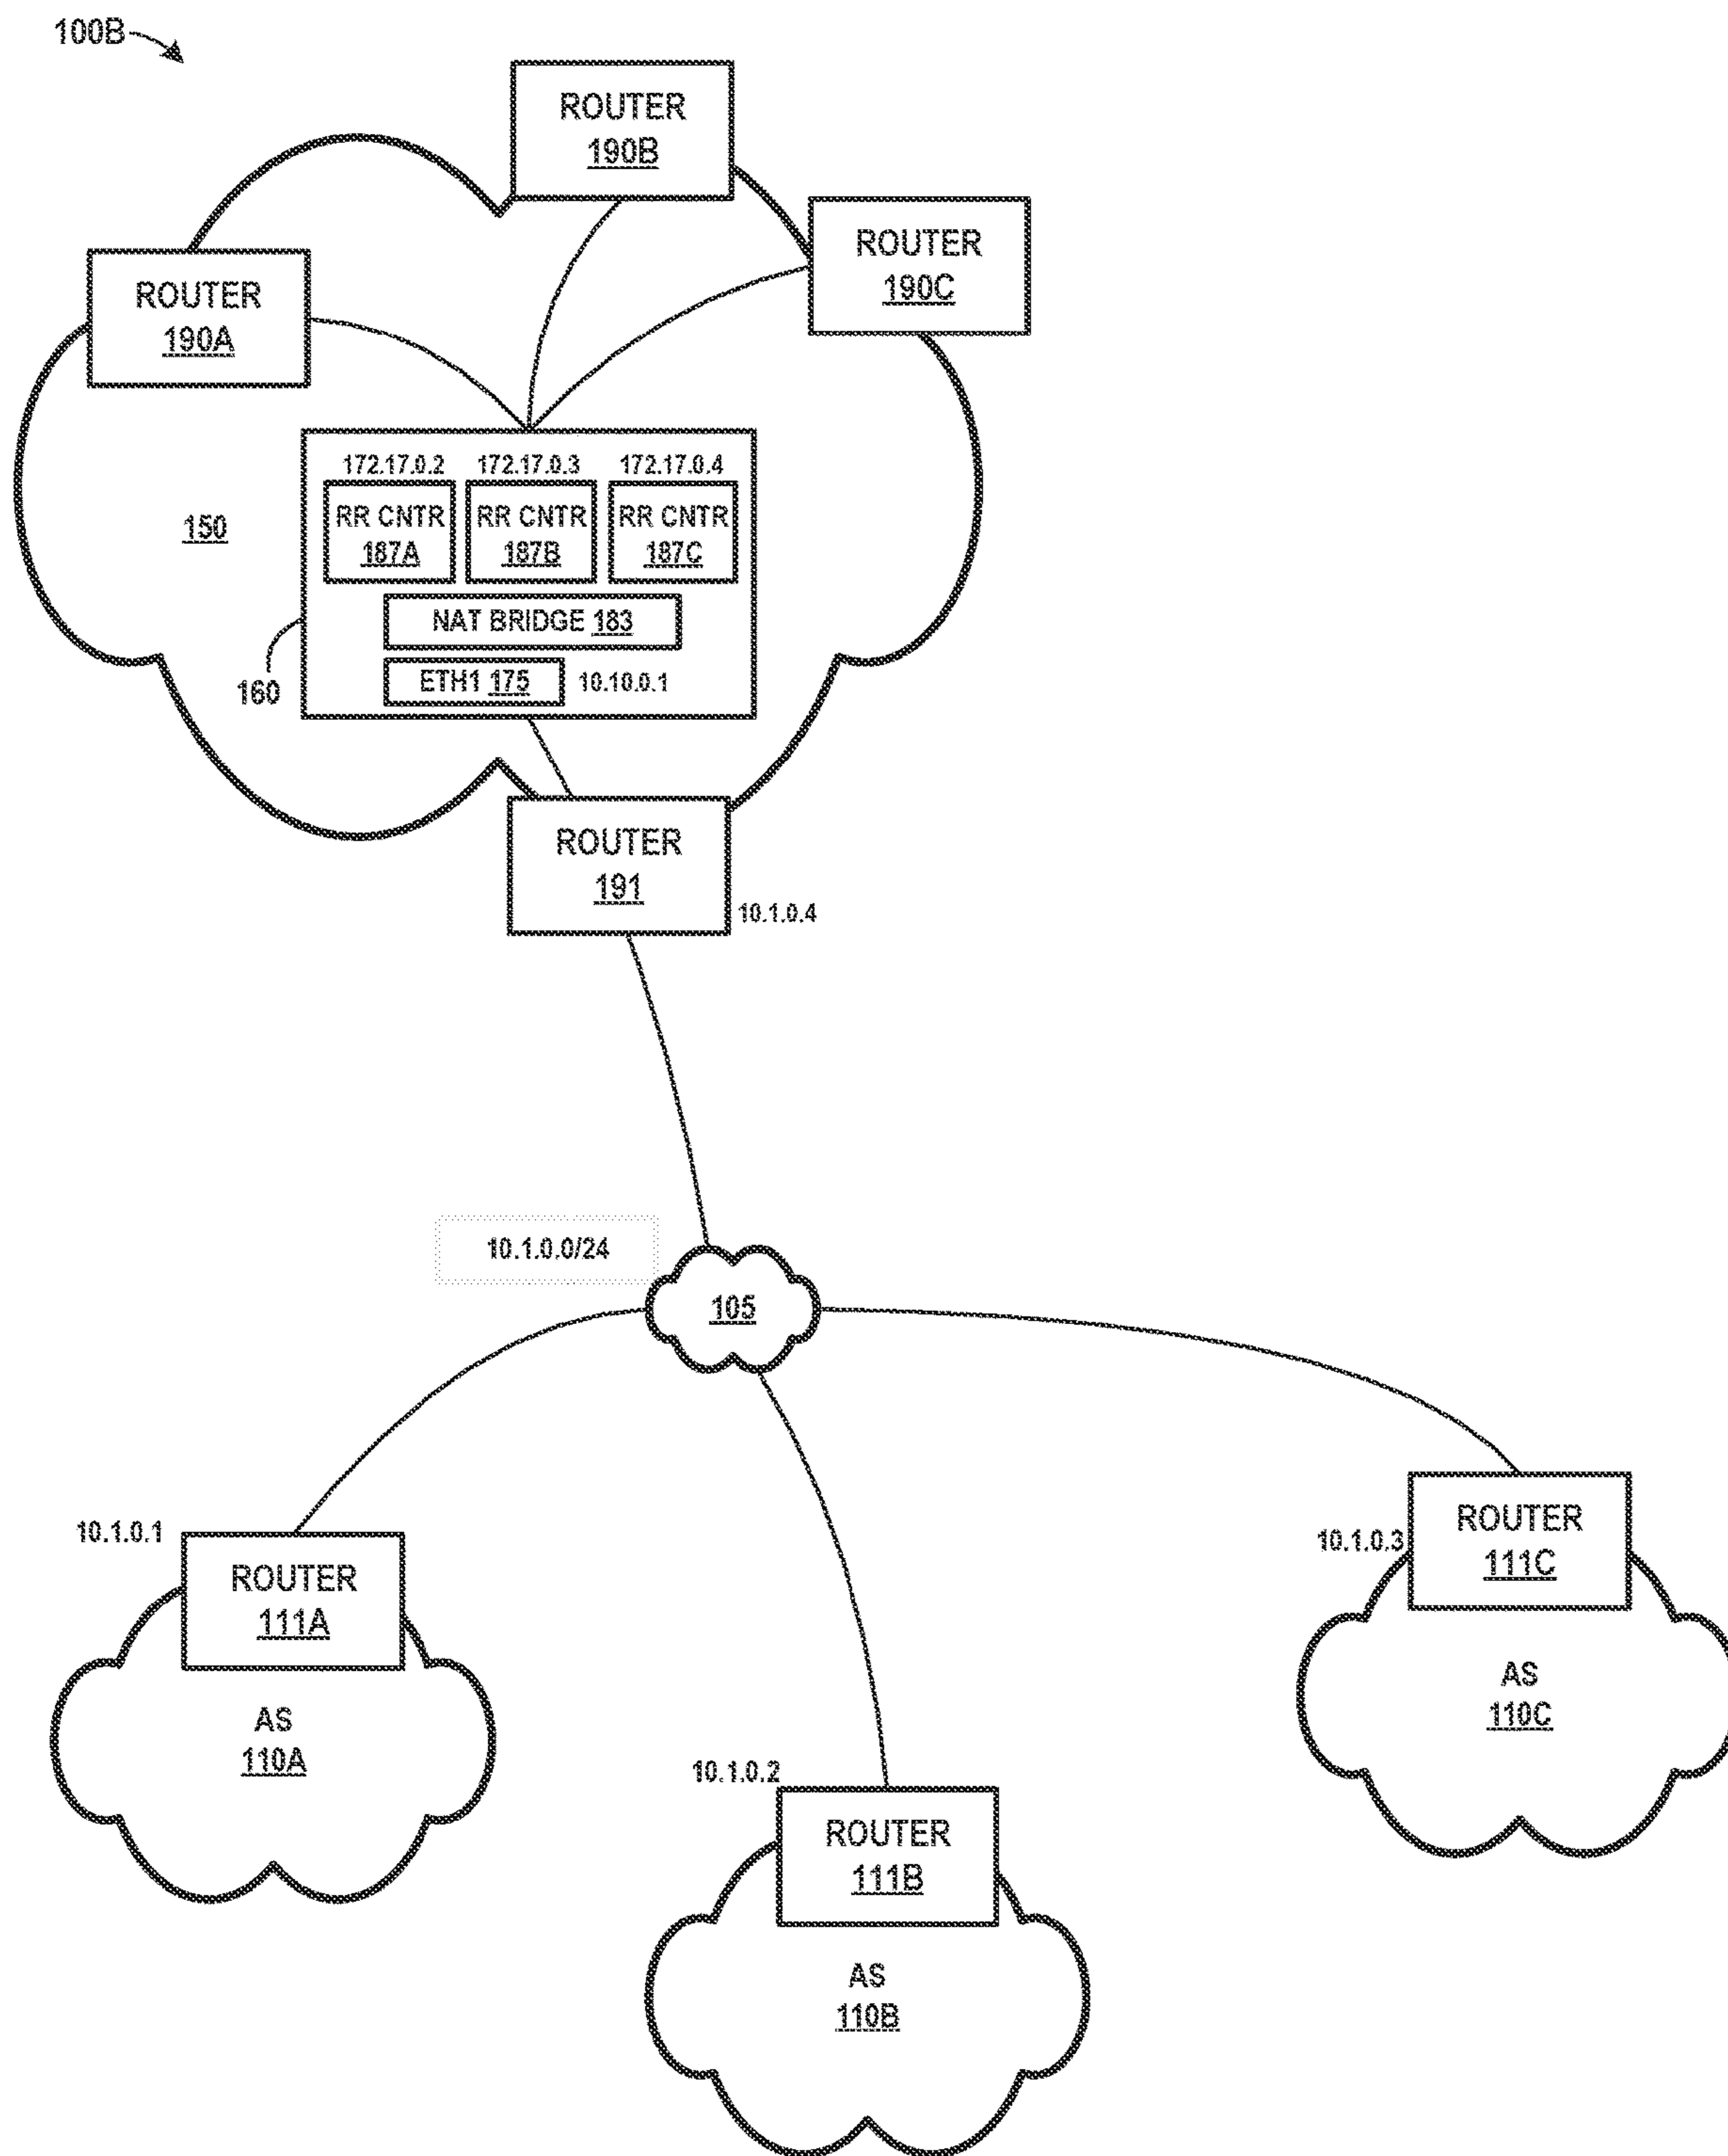 100B
ROUTER
190B
ROUTER
190C
ROUTER
190A
172.17.0.2 172.17.0.3 172.17.0.4
RR CNTR RR CNTR RR CNTR
187A 187B 187C
150
NAT BRIDGE 183
ETH1 175 10.10.0.1
160
ROUTER
191
10.1.0.4
10.1.0.0/24
105
10.1.0.1
ROUTER
111A
AS
110A
10.1.0.3
ROUTER
111C
AS
110C
10.1.0.2
ROUTER
111B
AS
110B